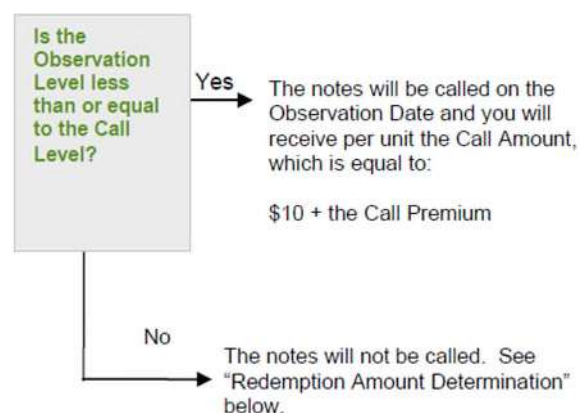 Is the
Observation
Level less
than or equal
to the Call
Level?
Yes
The notes will be called on the
Observation Date and you will
receive per unit the Call Amount,
which is equal to:
$10 + the Call Premium
No
The notes will not be called. See
“Redemption Amount Determination”
below.